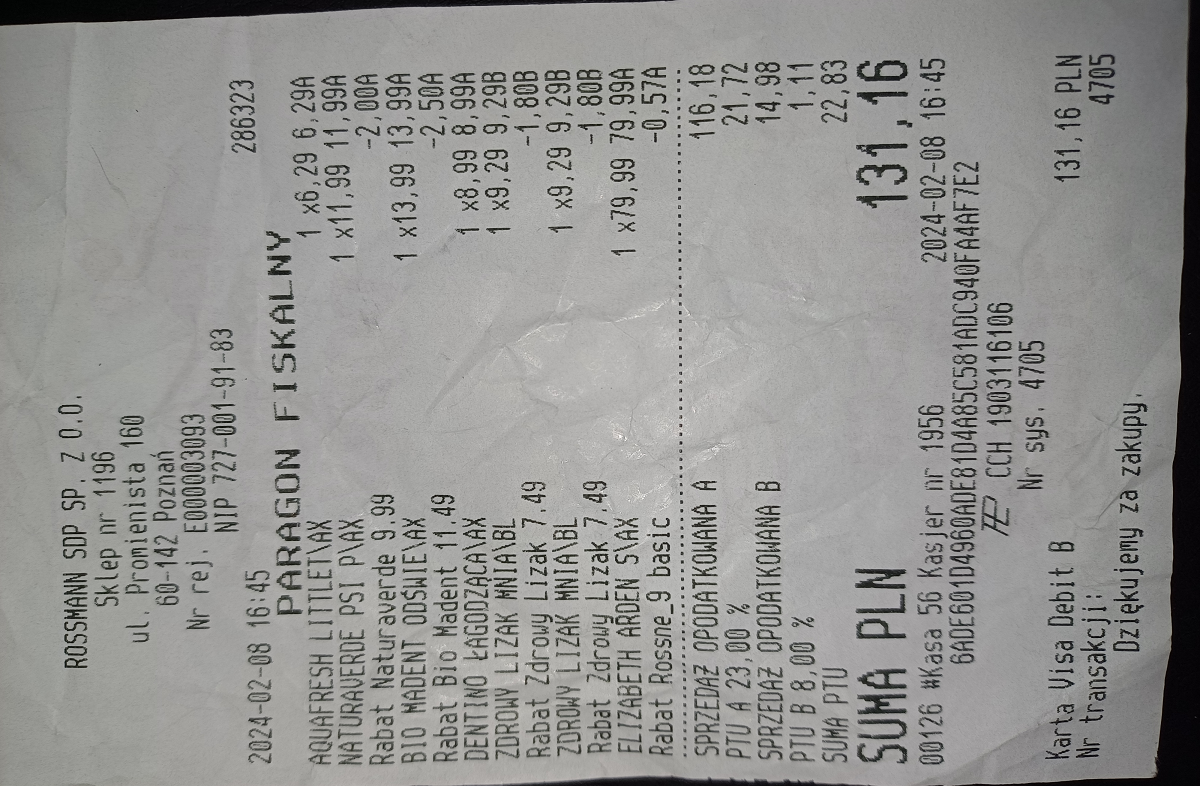 ROSSMANN SDP SP. Z O.O.
Sklep nr 1196
ul. Promienista 160
60-142 Poznań
Nr rej. E000003093
NIP 727-001-91-83
2024-02-08 16:45 286323
PARAGON FISKALNY
AQUAFRESH LITTLET\AX 1 x6,29 6,29A
NATURAVERDE PSI P\AX 1 x11,99 11,99A
Rabat Naturaverde 9.99 -2,00A
BIO MADENT ODŚWIE\AX 1 x13,99 13,99A
Rabat Bio Madent 11.49 -2,50A
DENTINO ŁAGODZĄCA\AX 1 x8,99 8,99A
ZDROWY LIZAK MNIA\BL 1 x9,29 9,29B
Rabat Zdrowy Lizak 7.49 -1,80B
ZDROWY LIZAK MNIA\BL 1 x9,29 9,29B
Rabat Zdrowy Lizak 7.49 -1,80B
ELIZABETH ARDEN S\AX 1 x79,99 79,99A
Rabat Rossne_9 basic -0,57A
SPRZEDAŻ OPODATKOWANA A 116,18
PTU A 23,00 % 21,72
SPRZEDAŻ OPODATKOWANA B 14,98
PTU B 8,00 % 1,11
SUMA PTU 22,83
SUMA PLN 131,16
00126 #Kasa 56 Kasjer nr 1956 2024-02-08 16:45
6ADE601D4960ADE81D4A85C581ADC940FA4AF7E2
CCH 1903116106
Nr sys. 4705
Karta Visa Debit B 131,16 PLN
Nr transakcji: 4705
Dziękujemy za zakupy.